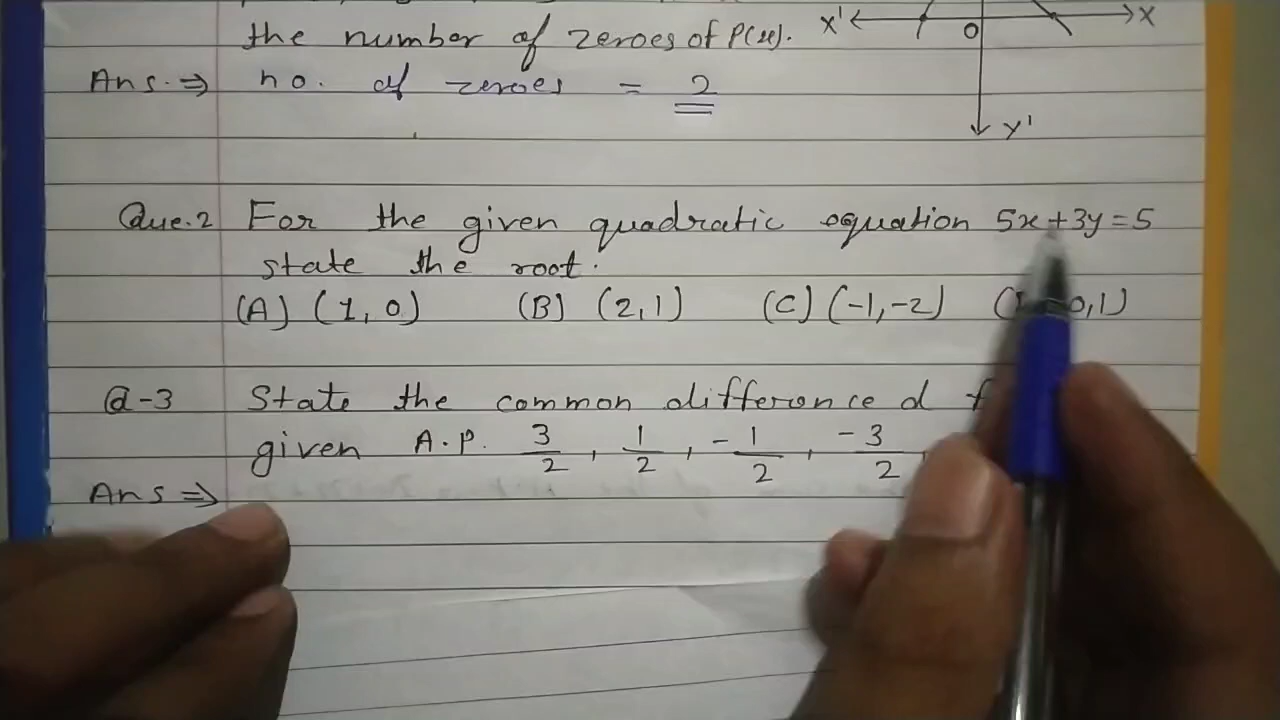 the number of zeroes of P(x). X' O X
Ans. ⇒ no. of zeroes = 2
Y'
Que.2 For the given quadratic equation 5x+3y=5
state the root.
(A) (1, 0) (B) (2, 1) (C) (-1, -2) 0,1)
Q-3 State the common difference d
given A.P. 3/2, 1/2, -1/2, -3/2,
Ans ⇒